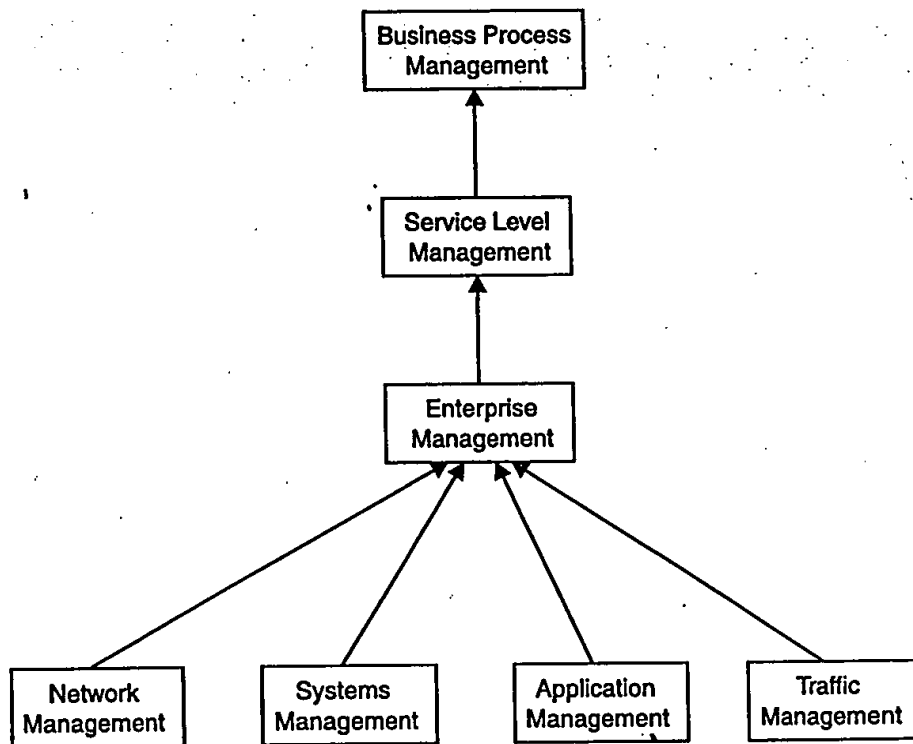 Business Process
Management
Service Level
Management
Enterprise
Management
Network
Management
Systems
Management
Application
Management
Traffic
Management